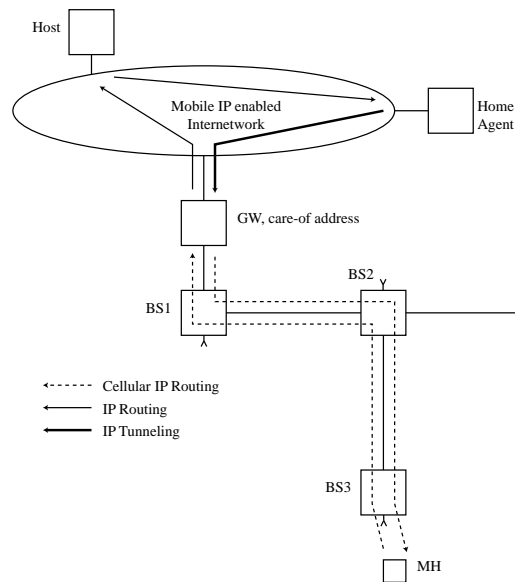 Host
Mobile IP enabled
Internetwork
Home
Agent
GW, care-of address
BS2
BS1
Cellular IP Routing
IP Routing
IP Tunneling
BS3
MH